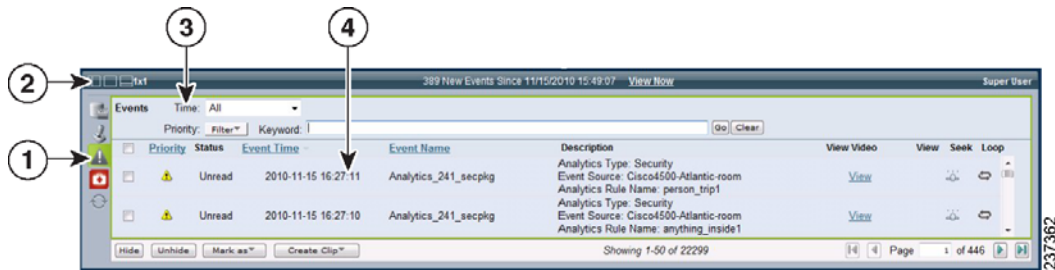 3
4
2
1x1
389 New Events Since 11/15/2010 15:49:07 View Now
Super User
Events Time: All
Priority: Filter Keyword: Go Clear
1
Priority Status Event Time Event Name Description View Video View Seek Loop
Analytics Type: Security
Unread 2010-11-15 16:27:11 Analytics_241_secpkg Event Source: Cisco4500-Atlantic-room View
Analytics Rule Name: person_trip1
Analytics Type: Security
Unread 2010-11-15 16:27:10 Analytics_241_secpkg Event Source: Cisco4500-Atlantic-room View
Analytics Rule Name: anything_inside1
Hide Unhide Mark as Create Clip Showing 1-50 of 22299 Page 1 of 446
237362